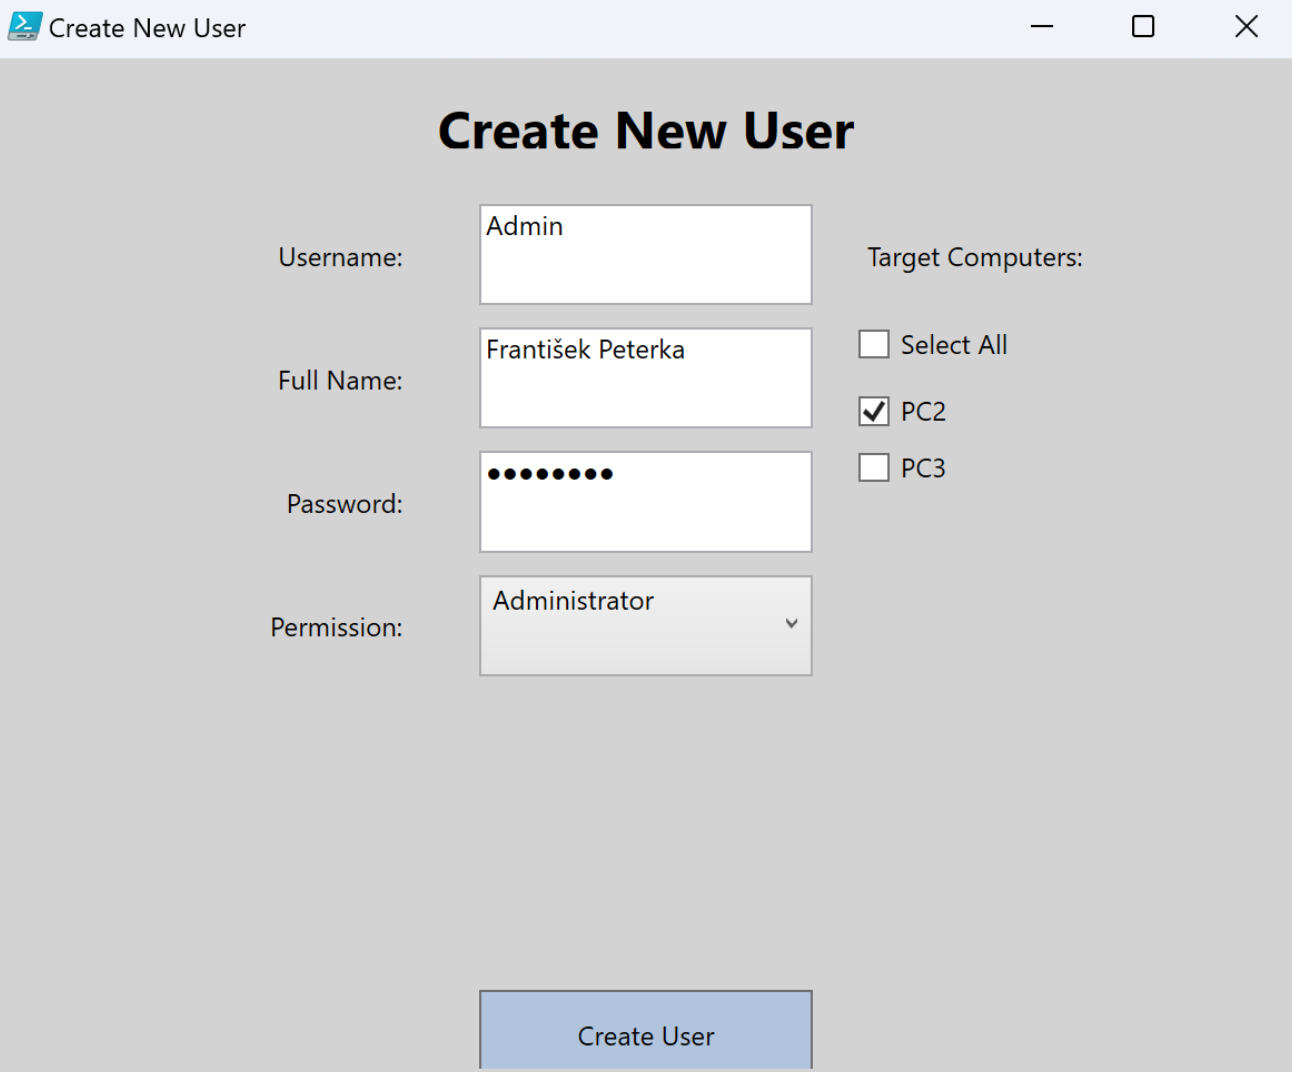 Create New User
Create New User
Username:
Admin
Target Computers:
Full Name:
František Peterka
Select All
PC2
Password:
●●●●●●●●
PC3
Permission:
Administrator
Create User